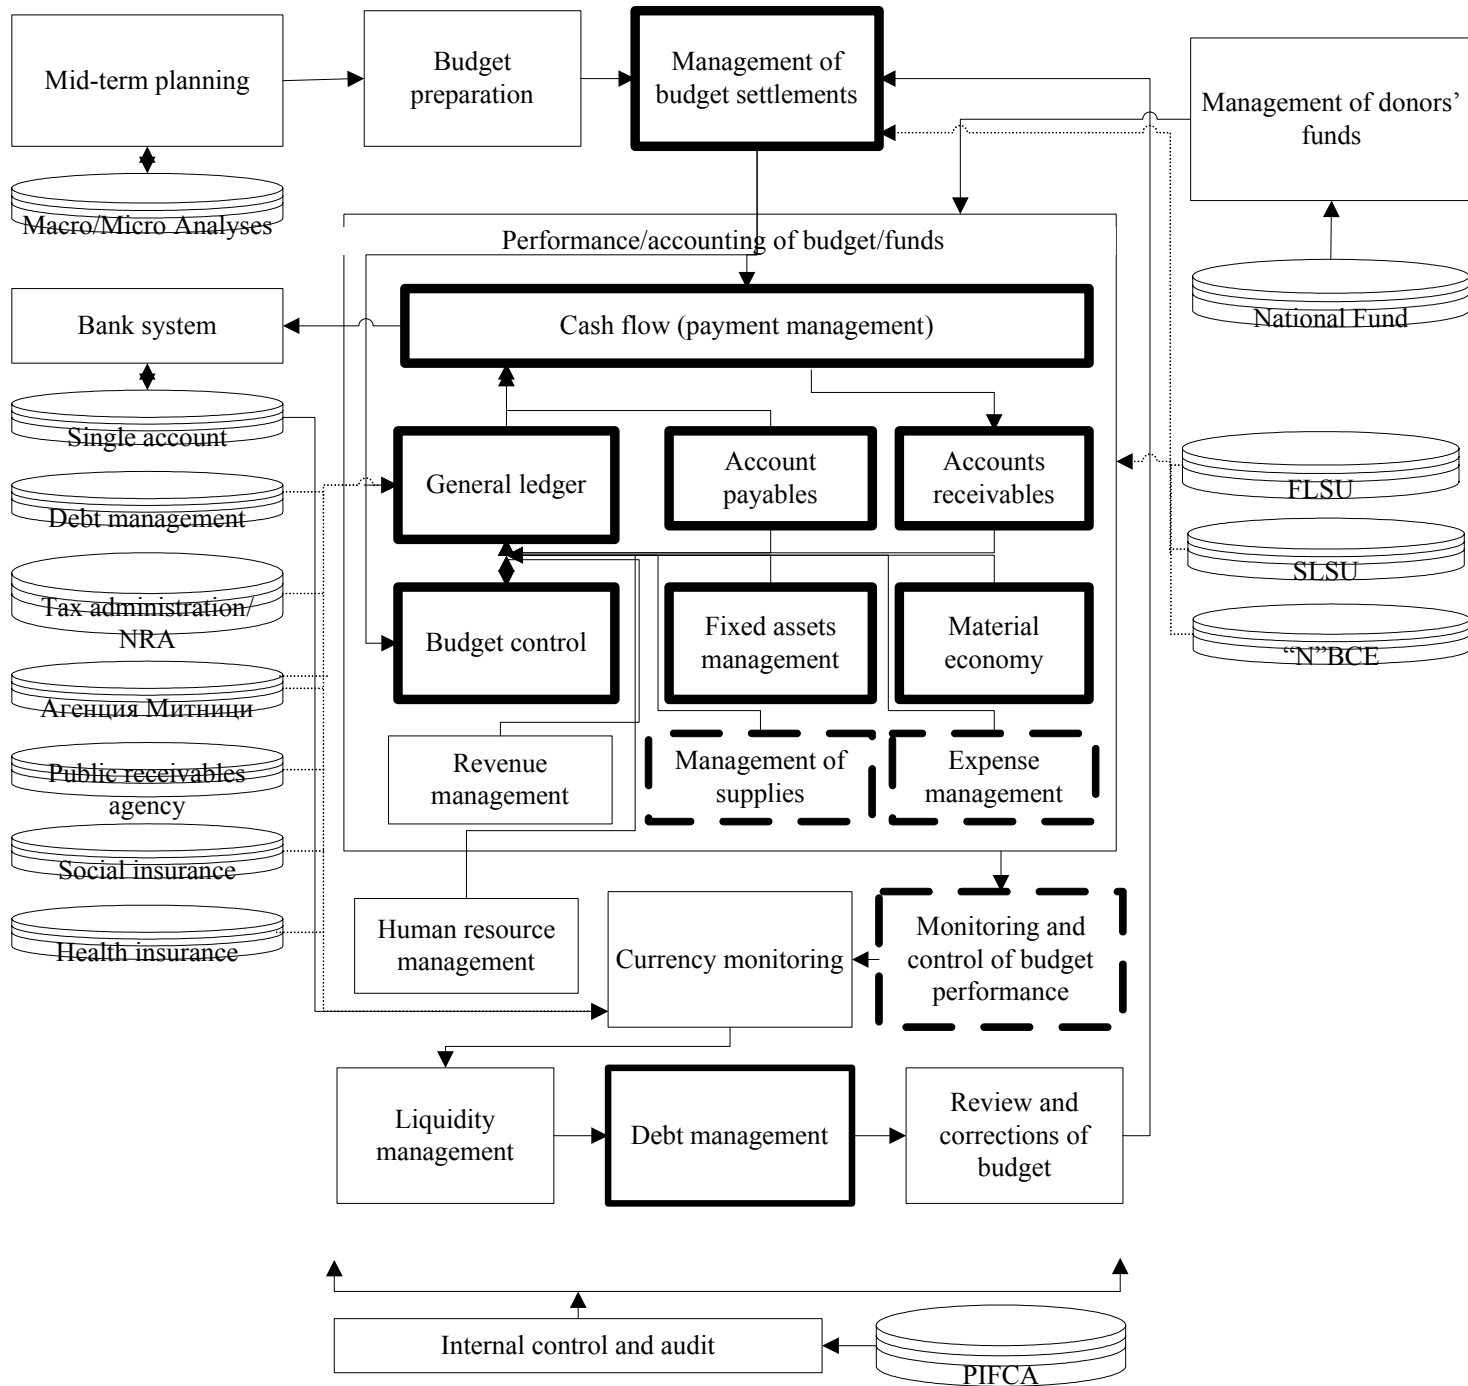 Mid-term planning
Budget
preparation
Management of
budget settlements
Management of donors’
funds
Macro/Micro Analyses
Performance/accounting of budget/funds
Bank system
Cash flow (payment management)
National Fund
Single account
General ledger
Account
payables
Accounts
receivables
FLSU
Debt management
SLSU
Tax administration/
NRA
Budget control
Fixed assets
management
Material
economy
“N”BCE
Агенция Митници
Public receivables
agency
Revenue
management
Management of
supplies
Expense
management
Social insurance
Health insurance
Human resource
management
Currency monitoring
Monitoring and
control of budget
performance
Liquidity
management
Debt management
Review and
corrections of
budget
Internal control and audit
PIFCA